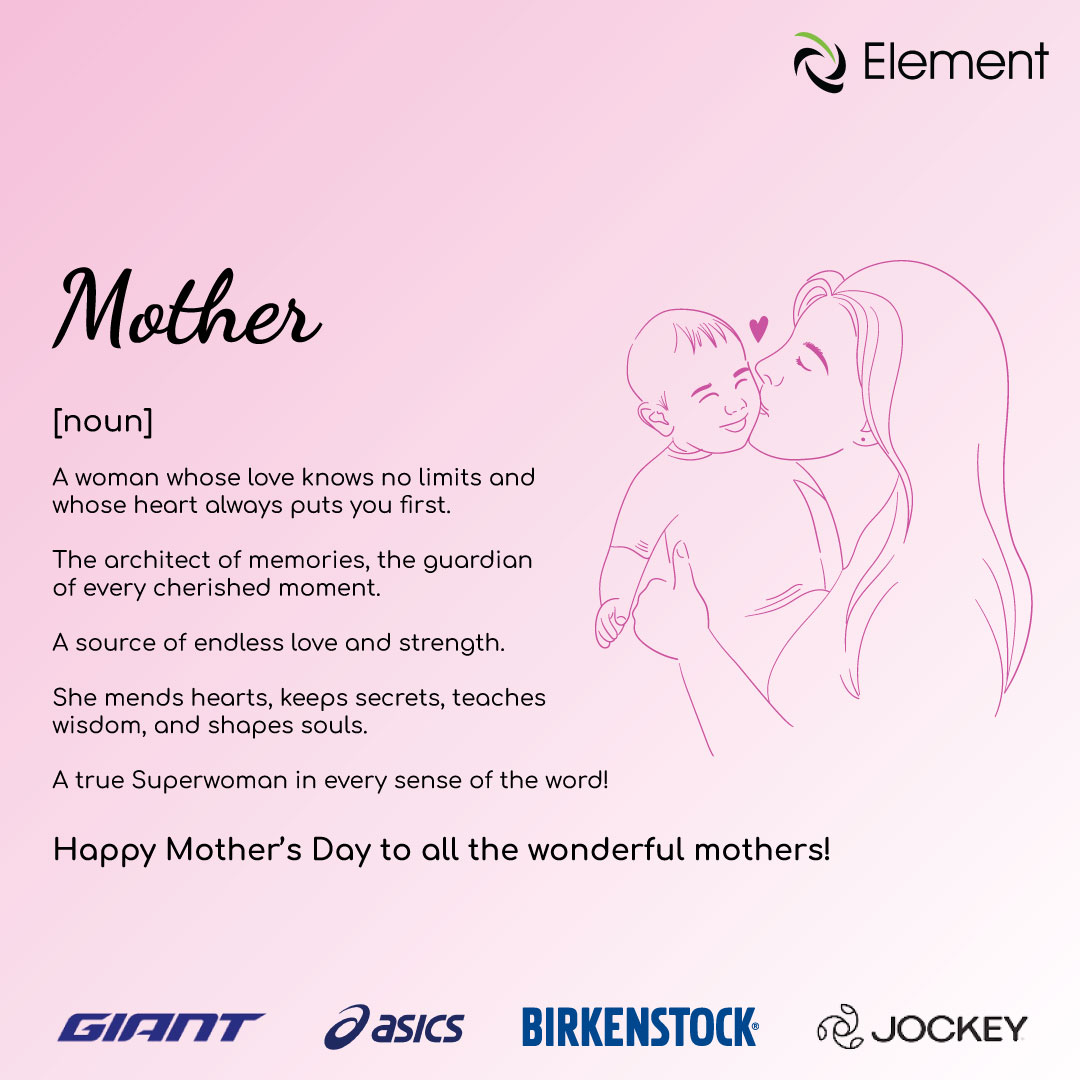 Element
Mother
[noun]
A woman whose love knows no limits and
whose heart always puts you first.
The architect of memories, the guardian
of every cherished moment.
A source of endless love and strength.
She mends hearts, keeps secrets, teaches
wisdom, and shapes souls.
A true Superwoman in every sense of the word!
Happy Mother’s Day to all the wonderful mothers!
GIANT asics BIRKENSTOCK® JOCKEY